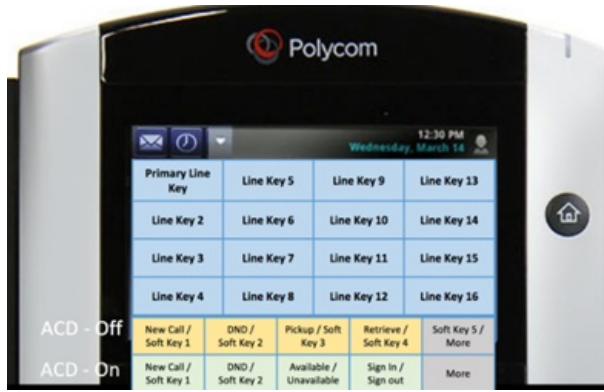 Polycom
12:30 PM
Wednesday, March 14
Primary Line Key
Line Key 5
Line Key 9
Line Key 13
Line Key 2
Line Key 6
Line Key 10
Line Key 14
Line Key 3
Line Key 7
Line Key 11
Line Key 15
Line Key 4
Line Key 8
Line Key 12
Line Key 16
ACD - Off
New Call / Soft Key 1
DND / Soft Key 2
Pickup / Soft Key 3
Retrieve / Soft Key 4
Soft Key 5 / More
ACD - On
New Call / Soft Key 1
DND / Soft Key 2
Available / Unavailable
Sign In / Sign out
More